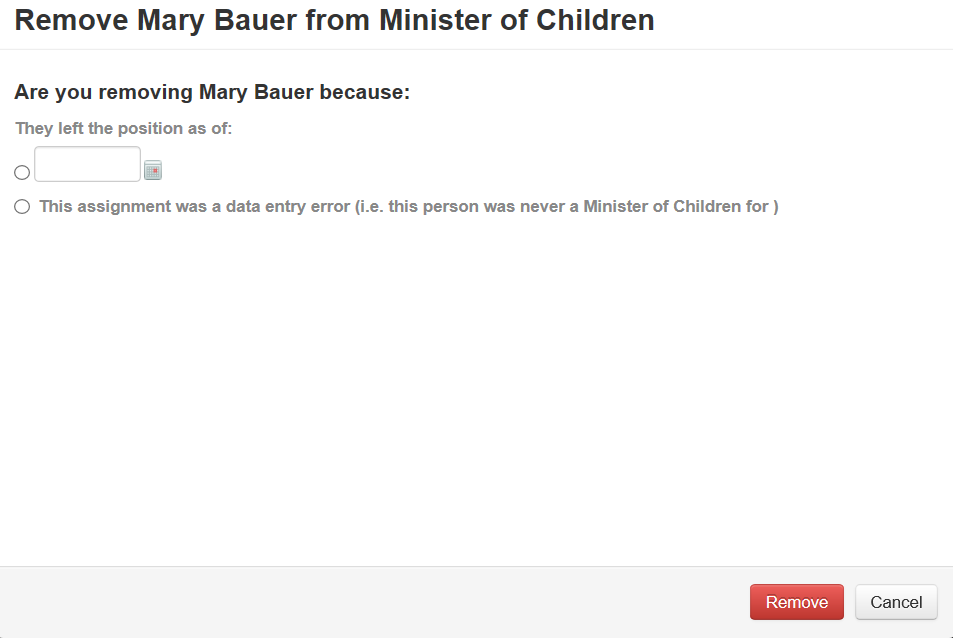 Remove Mary Bauer from Minister of Children
Are you removing Mary Bauer because:
They left the position as of:
This assignment was a data entry error (i.e. this person was never a Minister of Children for )
Remove
Cancel